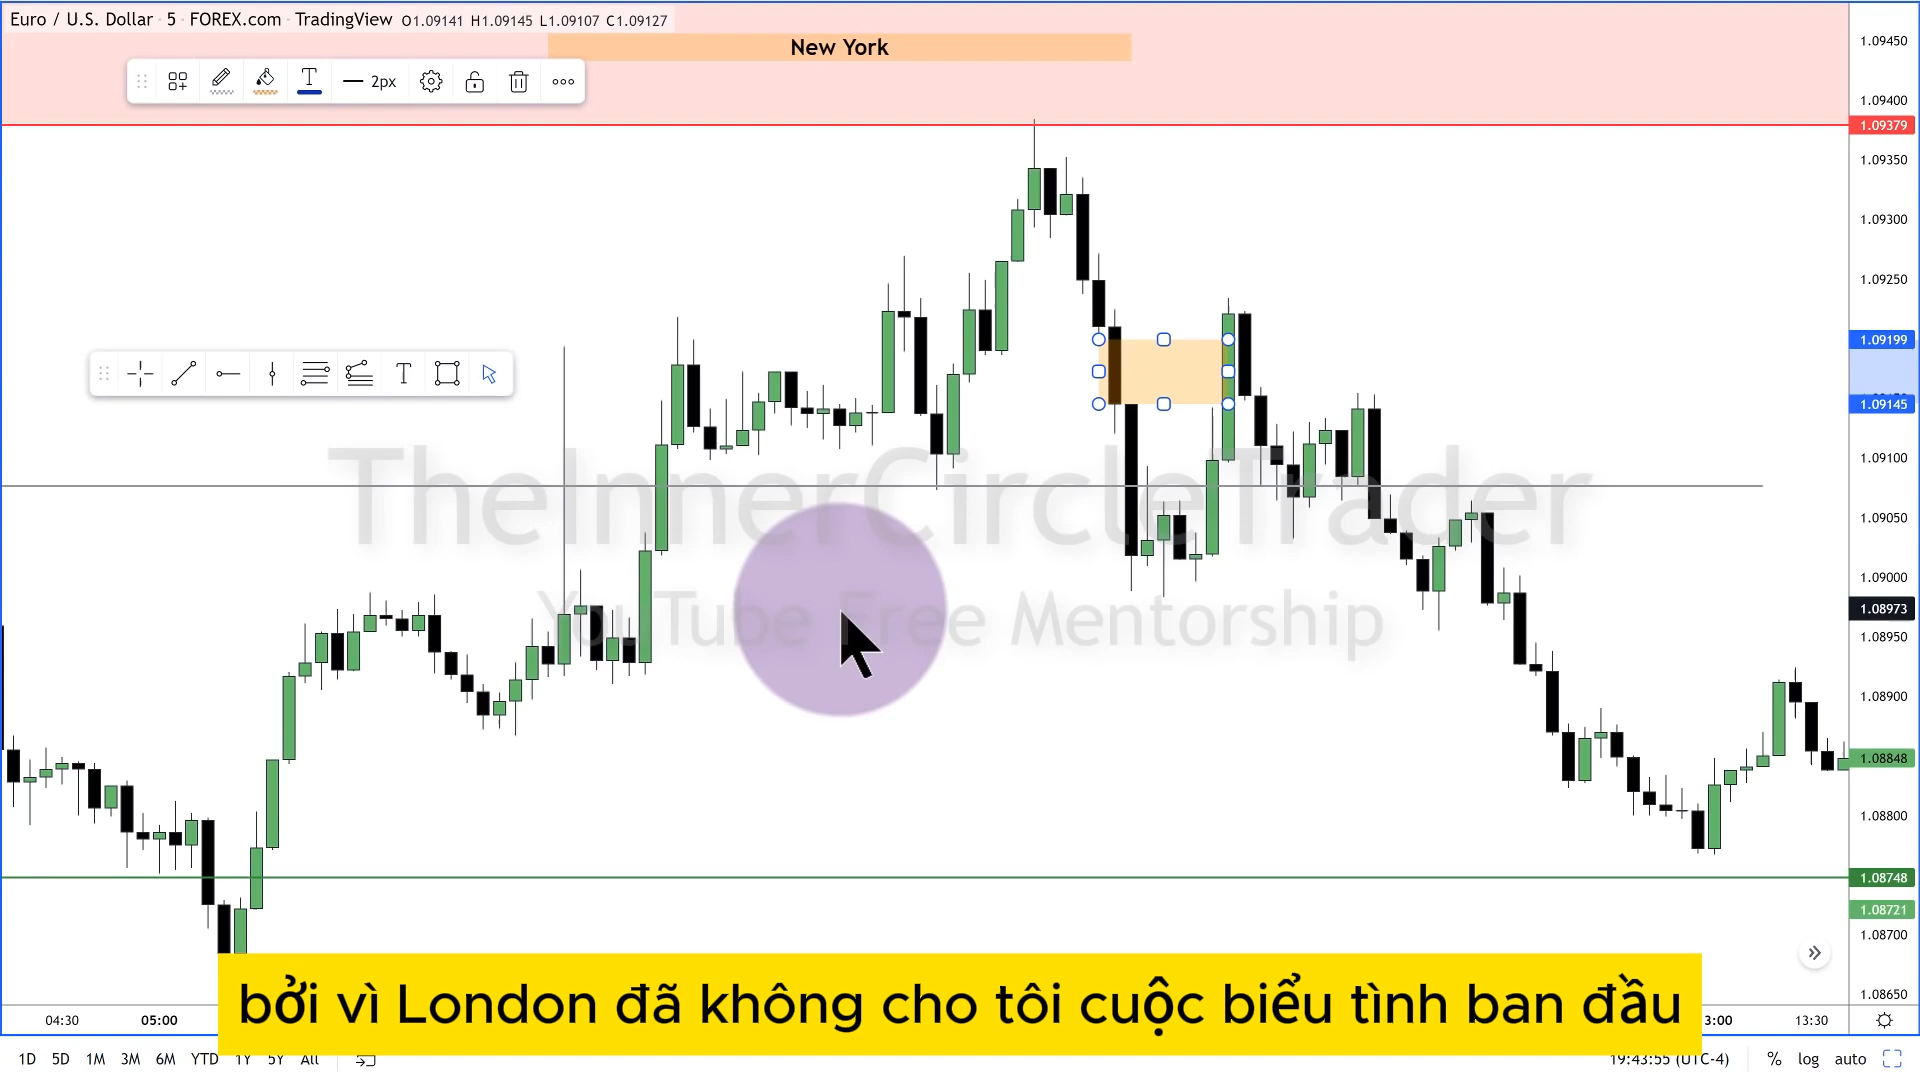 Euro / U.S. Dollar · 5 · FOREX.com · TradingView O1.09141 H1.09145 L1.09107 C1.09127
New York
2px
TheInnerCircleTrader
YouTube Free Mentorship
1.09450
1.09400
1.09379
1.09350
1.09300
1.09250
1.09199
1.09145
1.09100
1.09050
1.09000
1.08973
1.08950
1.08900
1.08848
1.08800
1.08748
1.08721
1.08700
1.08650
bởi vì London đã không cho tôi cuộc biểu tình ban đầu
04:30 05:00 3:00 13:30
1D 5D 1M 3M 6M YTD 1Y 5Y All 19:43:55 (UTC-4) % log auto